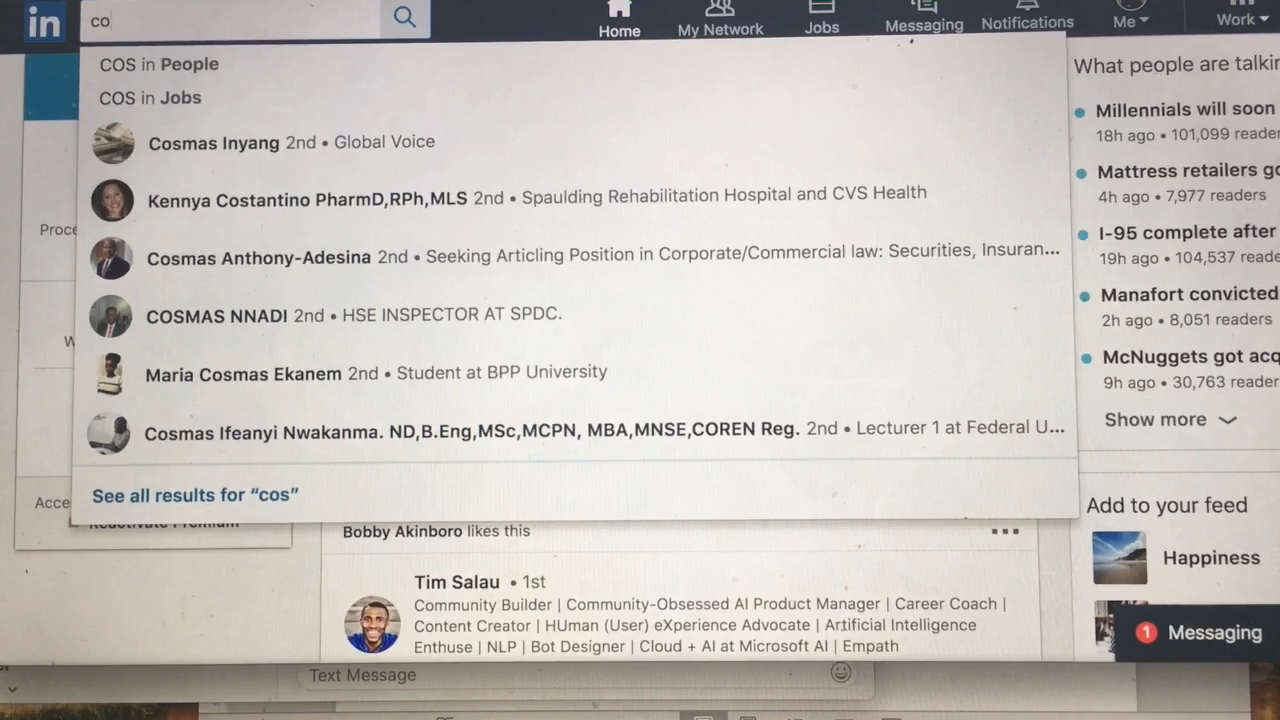 in
co
Home
My Network
Jobs
Messaging
Notifications
Me
Work
COS in People
COS in Jobs
Cosmas Inyang 2nd • Global Voice
Kennya Costantino PharmD,RPh,MLS 2nd • Spaulding Rehabilitation Hospital and CVS Health
Cosmas Anthony-Adesina 2nd • Seeking Articling Position in Corporate/Commercial law: Securities, Insuran...
COSMAS NNADI 2nd • HSE INSPECTOR AT SPDC.
Maria Cosmas Ekanem 2nd • Student at BPP University
Cosmas Ifeanyi Nwakanma. ND,B.Eng,MSc,MCPN, MBA,MNSE,COREN Reg. 2nd • Lecturer 1 at Federal U...
See all results for “cos”
Proce
W
Acce
Reactivate Premium
Bobby Akinboro likes this
Tim Salau • 1st
Community Builder | Community-Obsessed AI Product Manager | Career Coach |
Content Creator | HUman (User) eXperience Advocate | Artificial Intelligence
Enthuse | NLP | Bot Designer | Cloud + AI at Microsoft AI | Empath
Text Message
What people are talkin
Millennials will soon
18h ago • 101,099 reader
Mattress retailers go
4h ago • 7,977 readers
I-95 complete after
19h ago • 104,537 reade
Manafort convicted
2h ago • 8,051 readers
McNuggets got acq
9h ago • 30,763 reader
Show more
Add to your feed
Happiness
1 Messaging